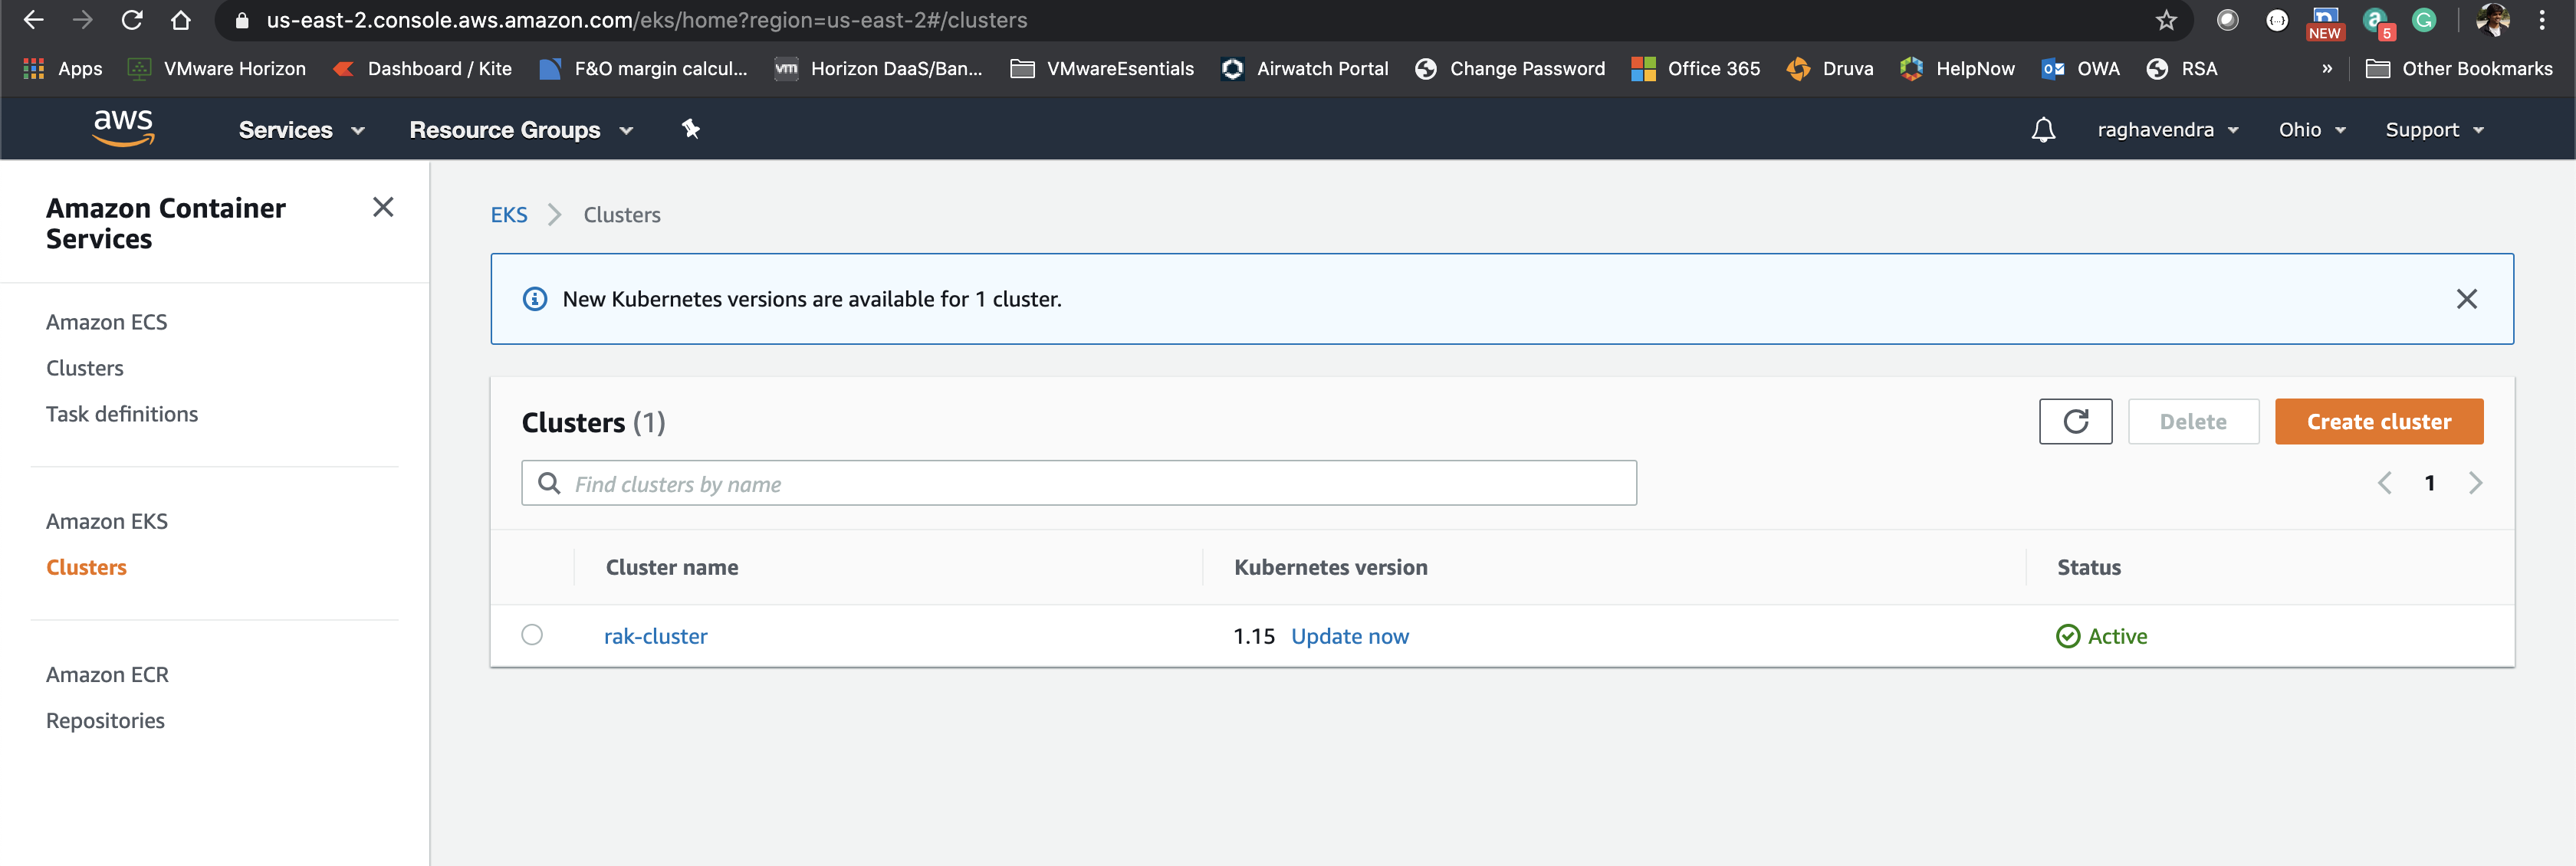 us-east-2.console.aws.amazon.com/eks/home?region=us-east-2#/clusters
NEW
5
Apps VMware Horizon Dashboard / Kite F&O margin calcul... vm Horizon DaaS/Ban... VMwareEsentials Airwatch Portal Change Password Office 365 Druva HelpNow OWA RSA » Other Bookmarks
aws Services Resource Groups raghavendra Ohio Support
Amazon Container
Services
Amazon ECS
Clusters
Task definitions
Amazon EKS
Clusters
Amazon ECR
Repositories
EKS > Clusters
New Kubernetes versions are available for 1 cluster.
Clusters (1)
Delete
Create cluster
Find clusters by name
1
Cluster name Kubernetes version Status
rak-cluster 1.15 Update now Active